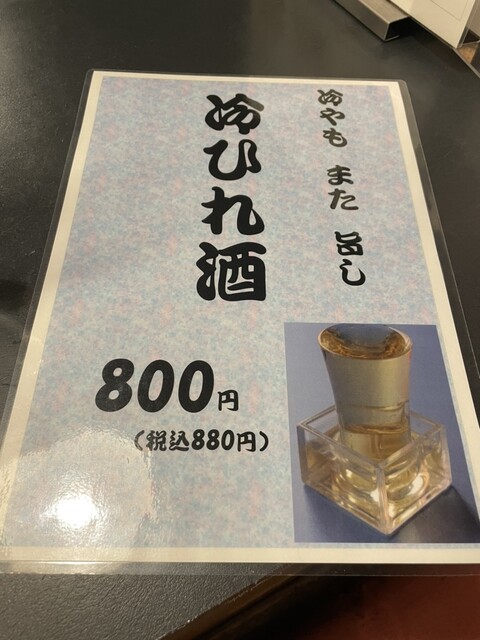 冷やも また 旨し
冷ひれ酒
800円
(税込880円)